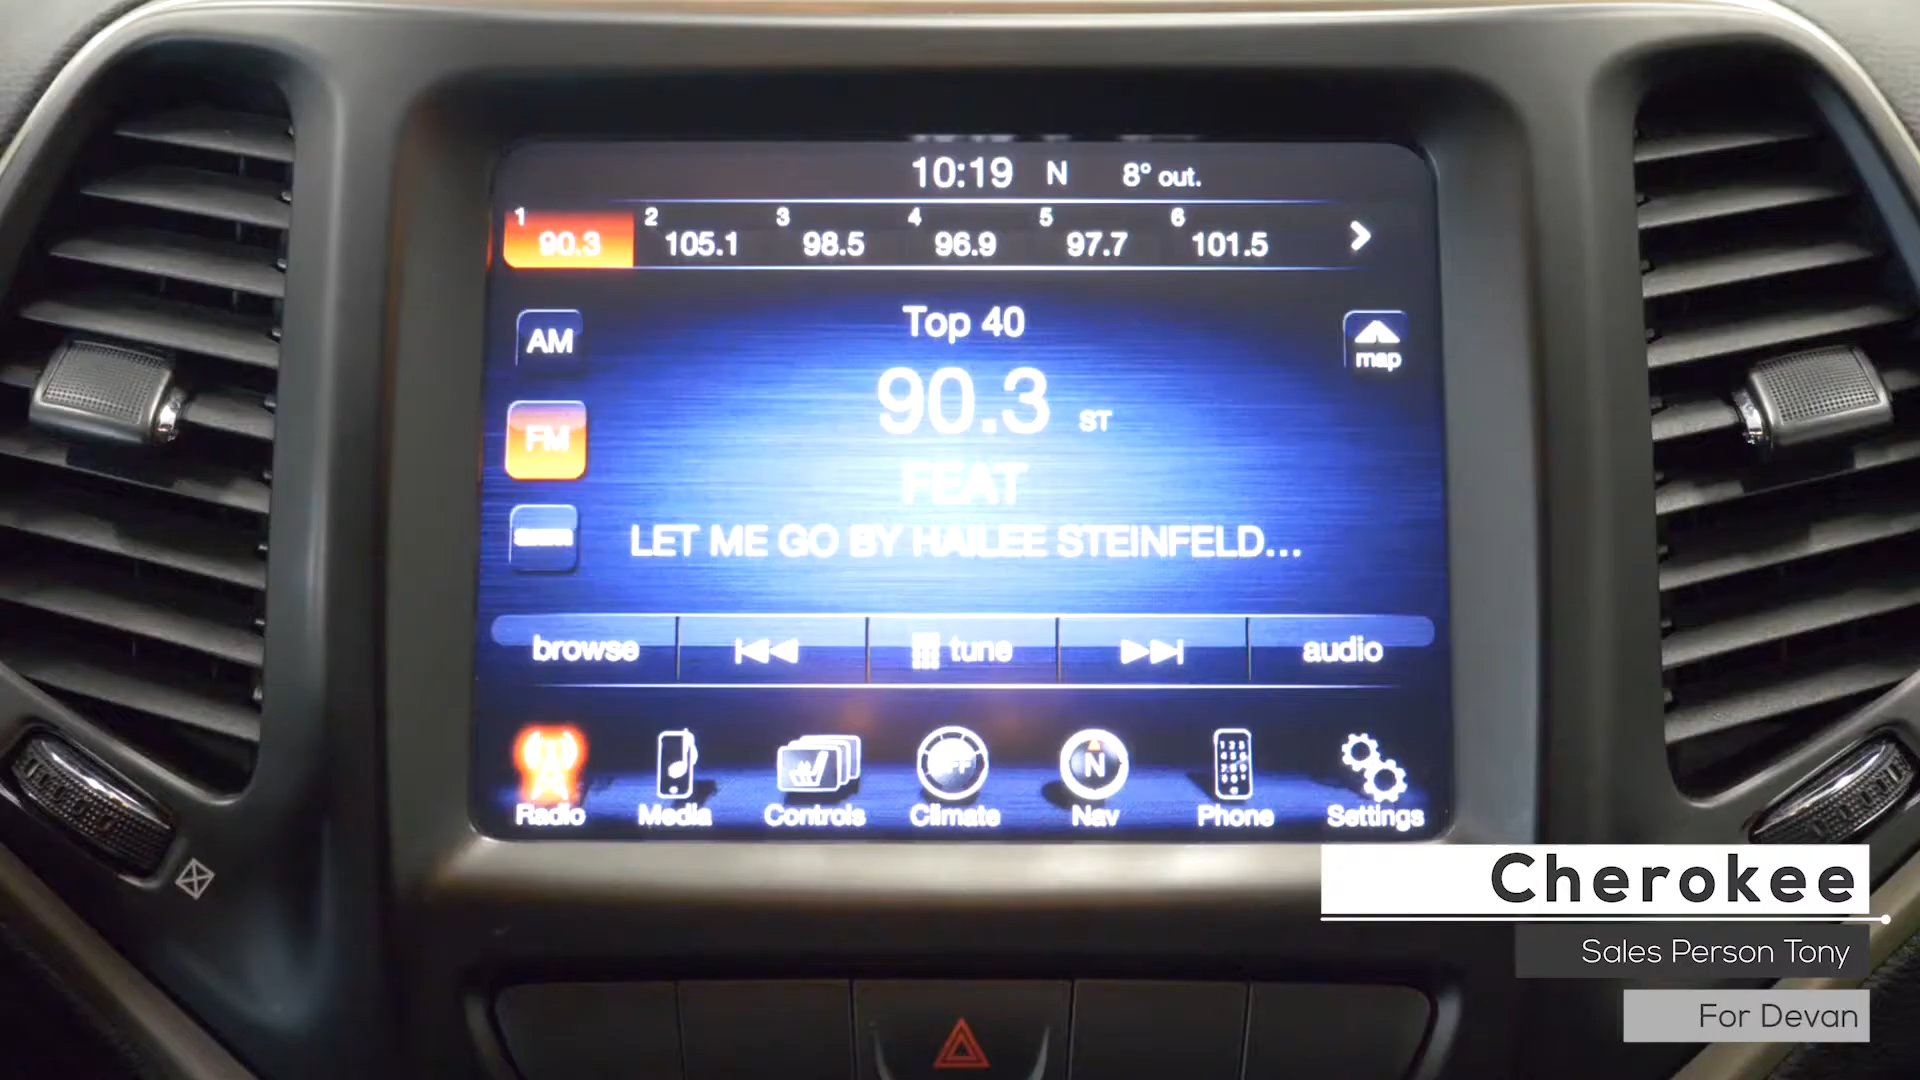 10:19 N 8° out.
1 90.3 2 105.1 3 98.5 4 96.9 5 97.7 6 101.5
AM
Top 40
map
90.3 ST
FM
FEAT
LET ME GO BY HAILEE STEINFELD...
browse tune audio
OFF N
Radio Media Controls Climate Nav Phone Settings
Cherokee
Sales Person Tony
For Devan